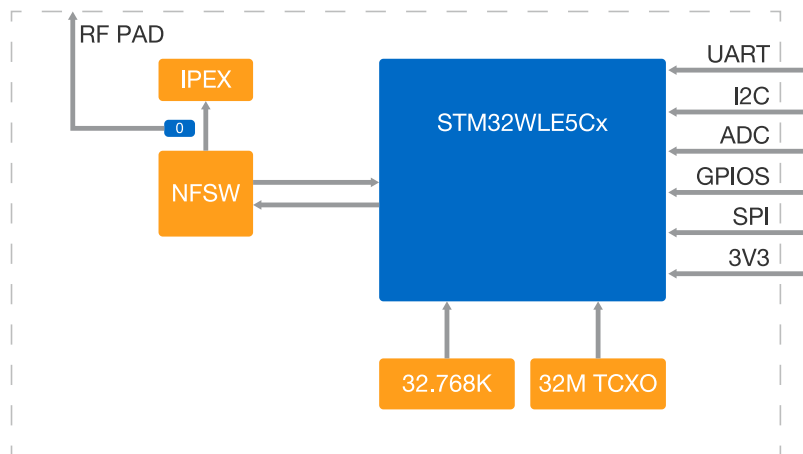 RF PAD
IPEX
0
NFSW
STM32WLE5Cx
UART
I2C
ADC
GPIOS
SPI
3V3
32.768K
32M TCXO